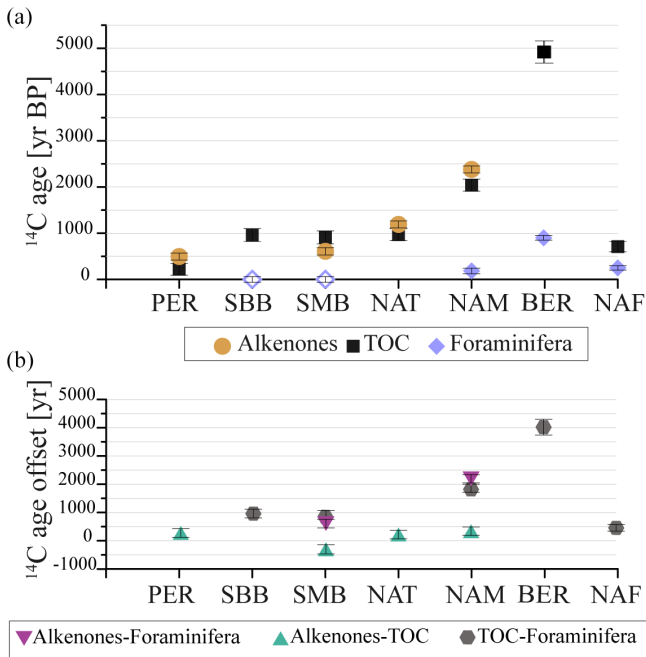 (a)
¹⁴C age [yr BP]
5000
4000
3000
2000
1000
0
PER SBB SMB NAT NAM BER NAF
Alkenones TOC Foraminifera
(b)
¹⁴C age offset [yr]
5000
4000
3000
2000
1000
0
-1000
PER SBB SMB NAT NAM BER NAF
Alkenones-Foraminifera Alkenones-TOC TOC-Foraminifera